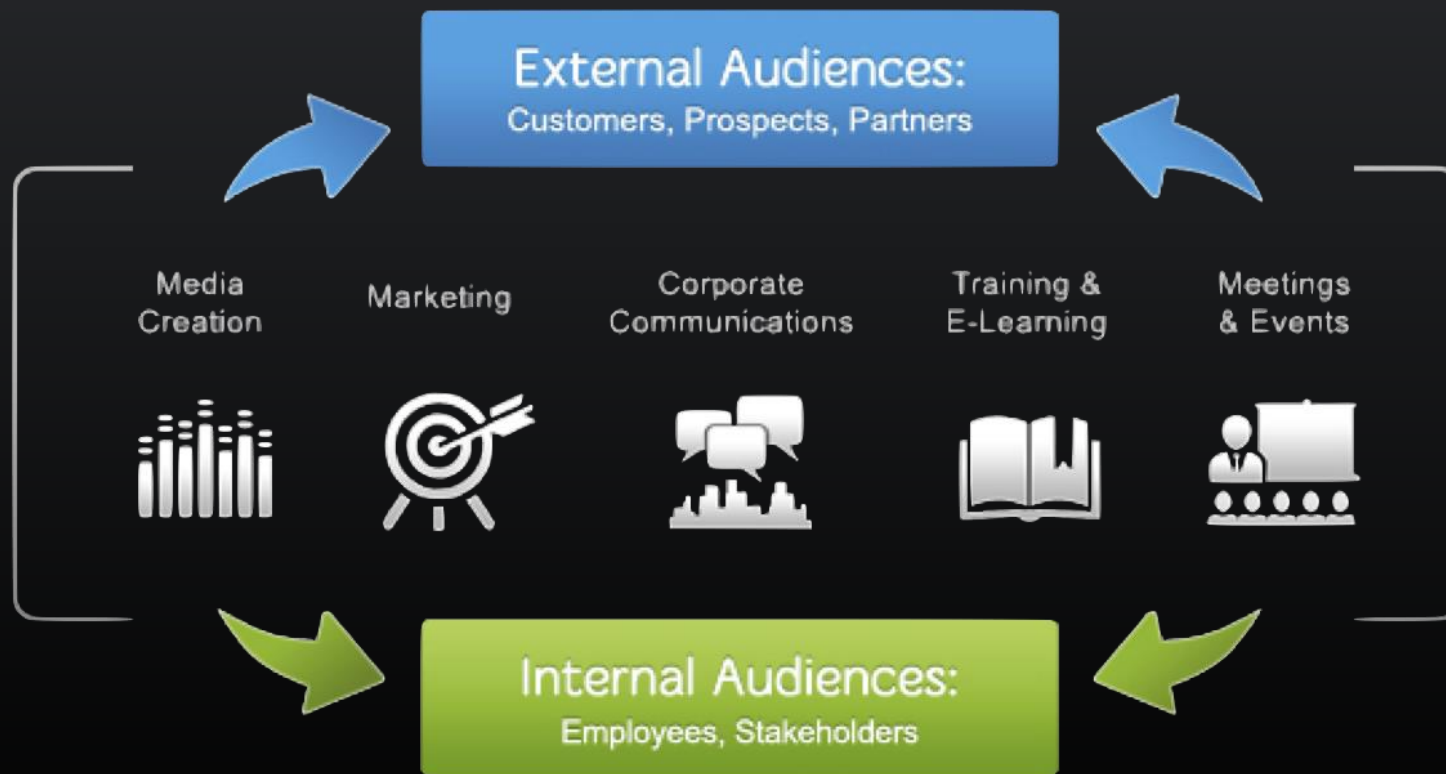 External Audiences:
Customers, Prospects, Partners
Media
Creation
Marketing
Corporate
Communications
Training &
E-Learning
Meetings
& Events
Internal Audiences:
Employees, Stakeholders